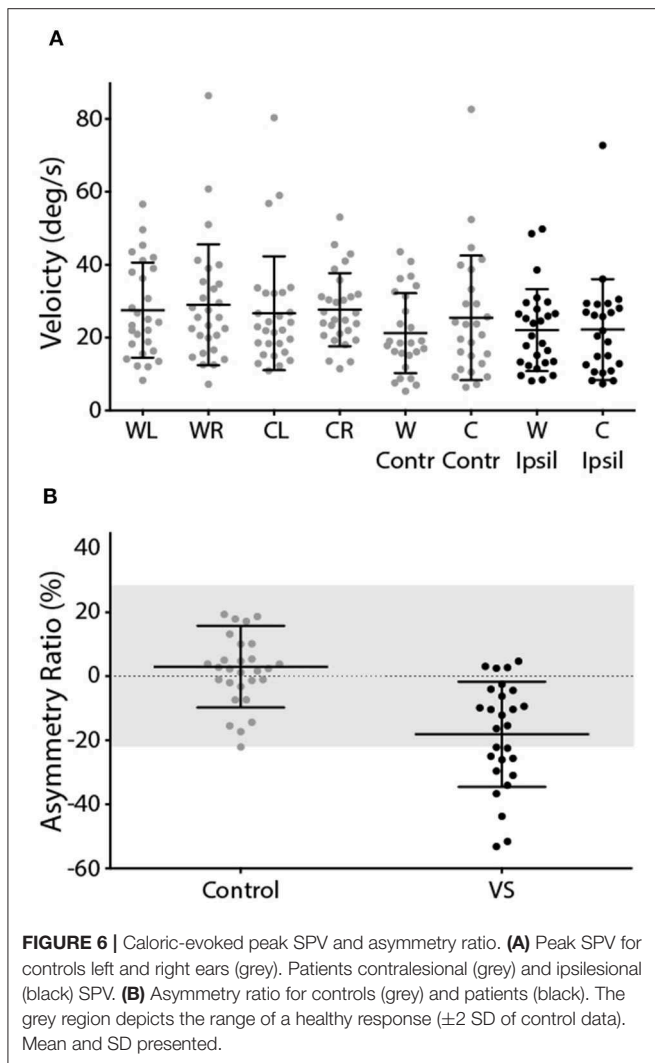 A
Veloicty (deg/s)
80
60
40
20
0
WL WR CL CR W C W C
Contr Contr Ipsil Ipsil
B
Asymmetry Ratio (%)
40
20
0
-20
-40
-60
Control VS
FIGURE 6 | Caloric-evoked peak SPV and asymmetry ratio. (A) Peak SPV for
controls left and right ears (grey). Patients contralesional (grey) and ipsilesional
(black) SPV. (B) Asymmetry ratio for controls (grey) and patients (black). The
grey region depicts the range of a healthy response (±2 SD of control data).
Mean and SD presented.